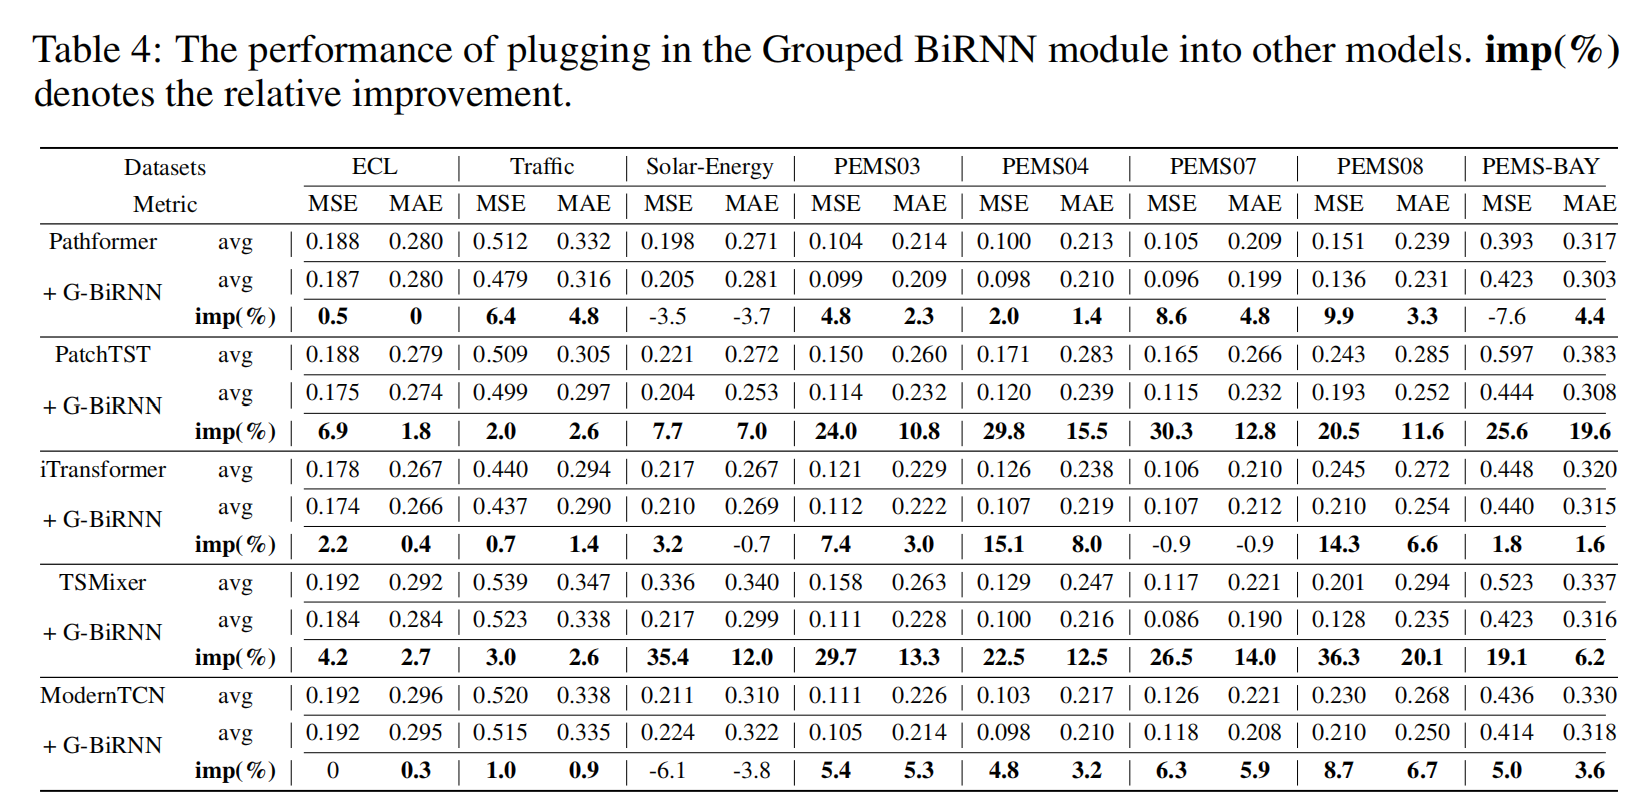 Table 4: The performance of plugging in the Grouped BiRNN module into other models. imp(%)
denotes the relative improvement.
Datasets ECL Traffic Solar-Energy PEMS03 PEMS04 PEMS07 PEMS08 PEMS-BAY
Metric MSE MAE MSE MAE MSE MAE MSE MAE MSE MAE MSE MAE MSE MAE MSE MAE
Pathformer avg 0.188 0.280 0.512 0.332 0.198 0.271 0.104 0.214 0.100 0.213 0.105 0.209 0.151 0.239 0.393 0.317
+ G-BiRNN avg 0.187 0.280 0.479 0.316 0.205 0.281 0.099 0.209 0.098 0.210 0.096 0.199 0.136 0.231 0.423 0.303
imp(%) 0.5 0 6.4 4.8 -3.5 -3.7 4.8 2.3 2.0 1.4 8.6 4.8 9.9 3.3 -7.6 4.4
PatchTST avg 0.188 0.279 0.509 0.305 0.221 0.272 0.150 0.260 0.171 0.283 0.165 0.266 0.243 0.285 0.597 0.383
+ G-BiRNN avg 0.175 0.274 0.499 0.297 0.204 0.253 0.114 0.232 0.120 0.239 0.115 0.232 0.193 0.252 0.444 0.308
imp(%) 6.9 1.8 2.0 2.6 7.7 7.0 24.0 10.8 29.8 15.5 30.3 12.8 20.5 11.6 25.6 19.6
iTransformer avg 0.178 0.267 0.440 0.294 0.217 0.267 0.121 0.229 0.126 0.238 0.106 0.210 0.245 0.272 0.448 0.320
+ G-BiRNN avg 0.174 0.266 0.437 0.290 0.210 0.269 0.112 0.222 0.107 0.219 0.107 0.212 0.210 0.254 0.440 0.315
imp(%) 2.2 0.4 0.7 1.4 3.2 -0.7 7.4 3.0 15.1 8.0 -0.9 -0.9 14.3 6.6 1.8 1.6
TSMixer avg 0.192 0.292 0.539 0.347 0.336 0.340 0.158 0.263 0.129 0.247 0.117 0.221 0.201 0.294 0.523 0.337
+ G-BiRNN avg 0.184 0.284 0.523 0.338 0.217 0.299 0.111 0.228 0.100 0.216 0.086 0.190 0.128 0.235 0.423 0.316
imp(%) 4.2 2.7 3.0 2.6 35.4 12.0 29.7 13.3 22.5 12.5 26.5 14.0 36.3 20.1 19.1 6.2
ModernTCN avg 0.192 0.296 0.520 0.338 0.211 0.310 0.111 0.226 0.103 0.217 0.126 0.221 0.230 0.268 0.436 0.330
+ G-BiRNN avg 0.192 0.295 0.515 0.335 0.224 0.322 0.105 0.214 0.098 0.210 0.118 0.208 0.210 0.250 0.414 0.318
imp(%) 0 0.3 1.0 0.9 -6.1 -3.8 5.4 5.3 4.8 3.2 6.3 5.9 8.7 6.7 5.0 3.6